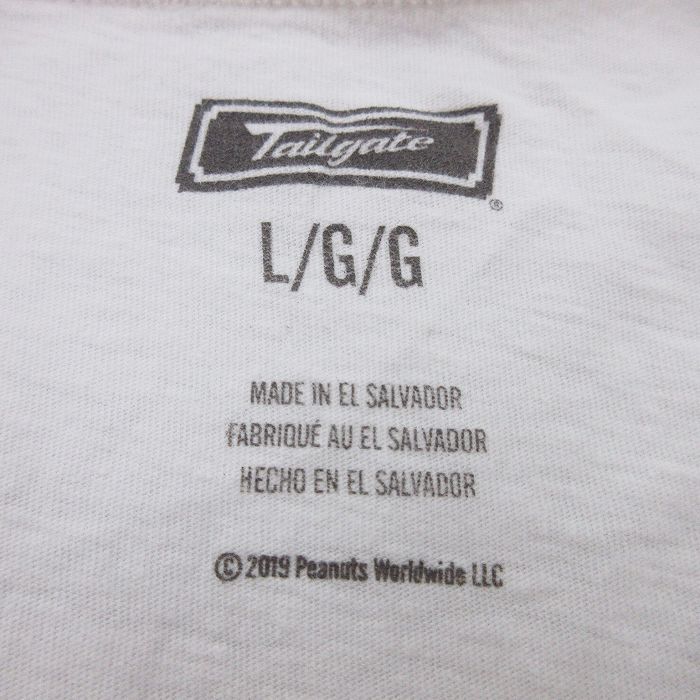 Tailgate
®
L/G/G
MADE IN EL SALVADOR
FABRIQUÉ AU EL SALVADOR
HECHO EN EL SALVADOR
© 2019 Peanuts Worldwide LLC